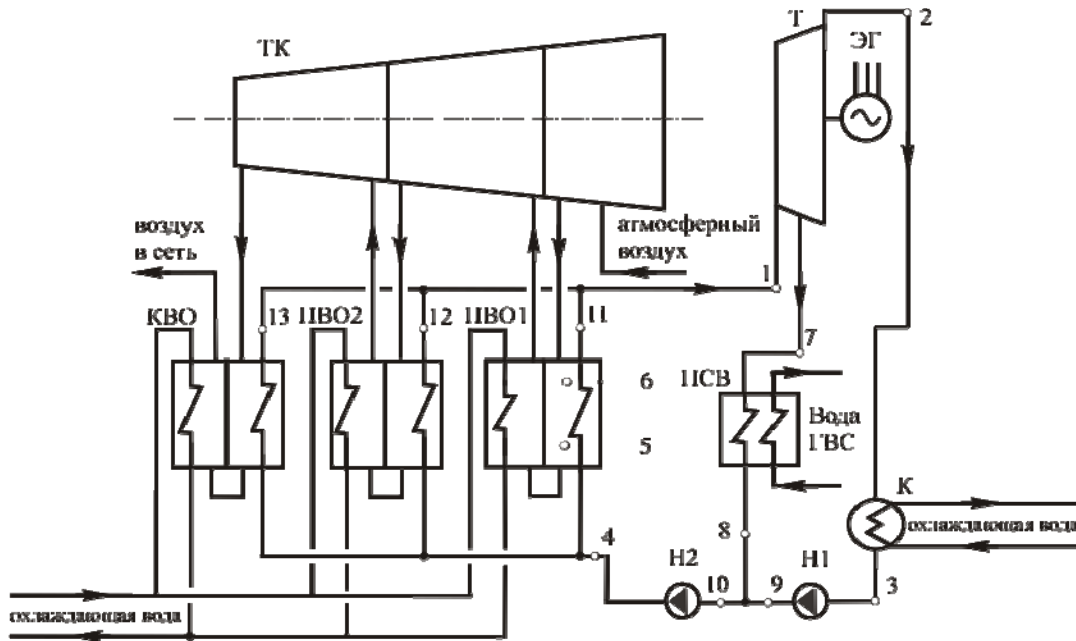 ТК
Т
2
ЭГ
воздух
в сеть
атмосферный
воздух
1
КВО
13
ПВО2
12
ПВО1
11
7
6
ПСВ
Вода
ГВС
5
К
охлаждающая вода
4
8
Н2
10
9
Н1
3
охлаждающая вода